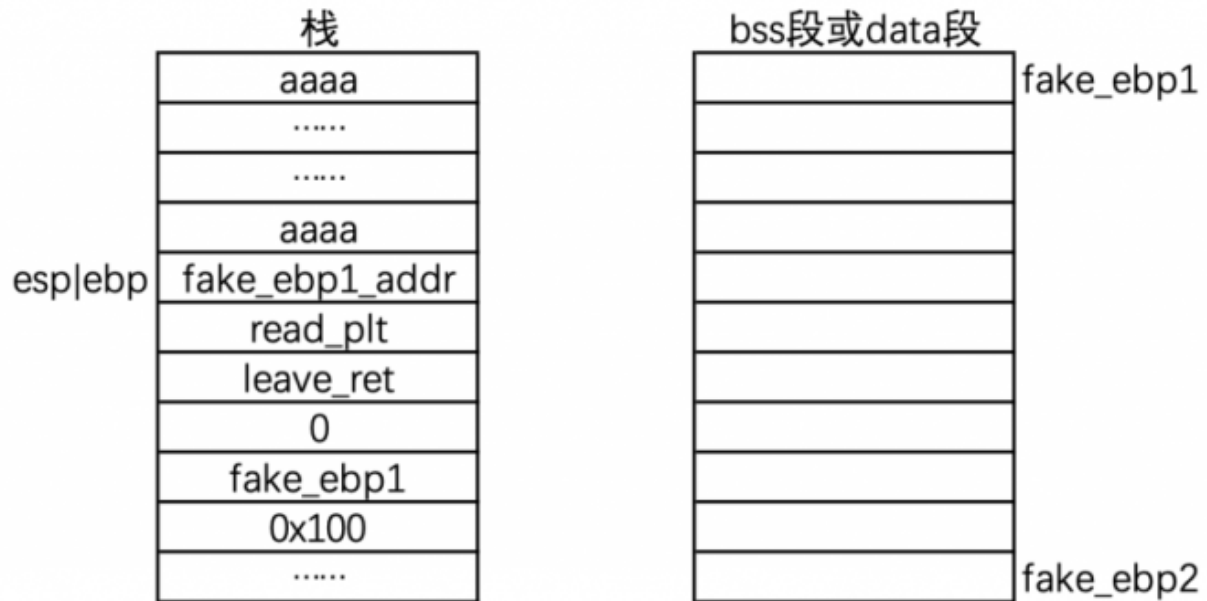 栈
bss段或data段
aaaa
fake_ebp1
……
……
aaaa
esp|ebp
fake_ebp1_addr
read_plt
leave_ret
0
fake_ebp1
0x100
……
fake_ebp2